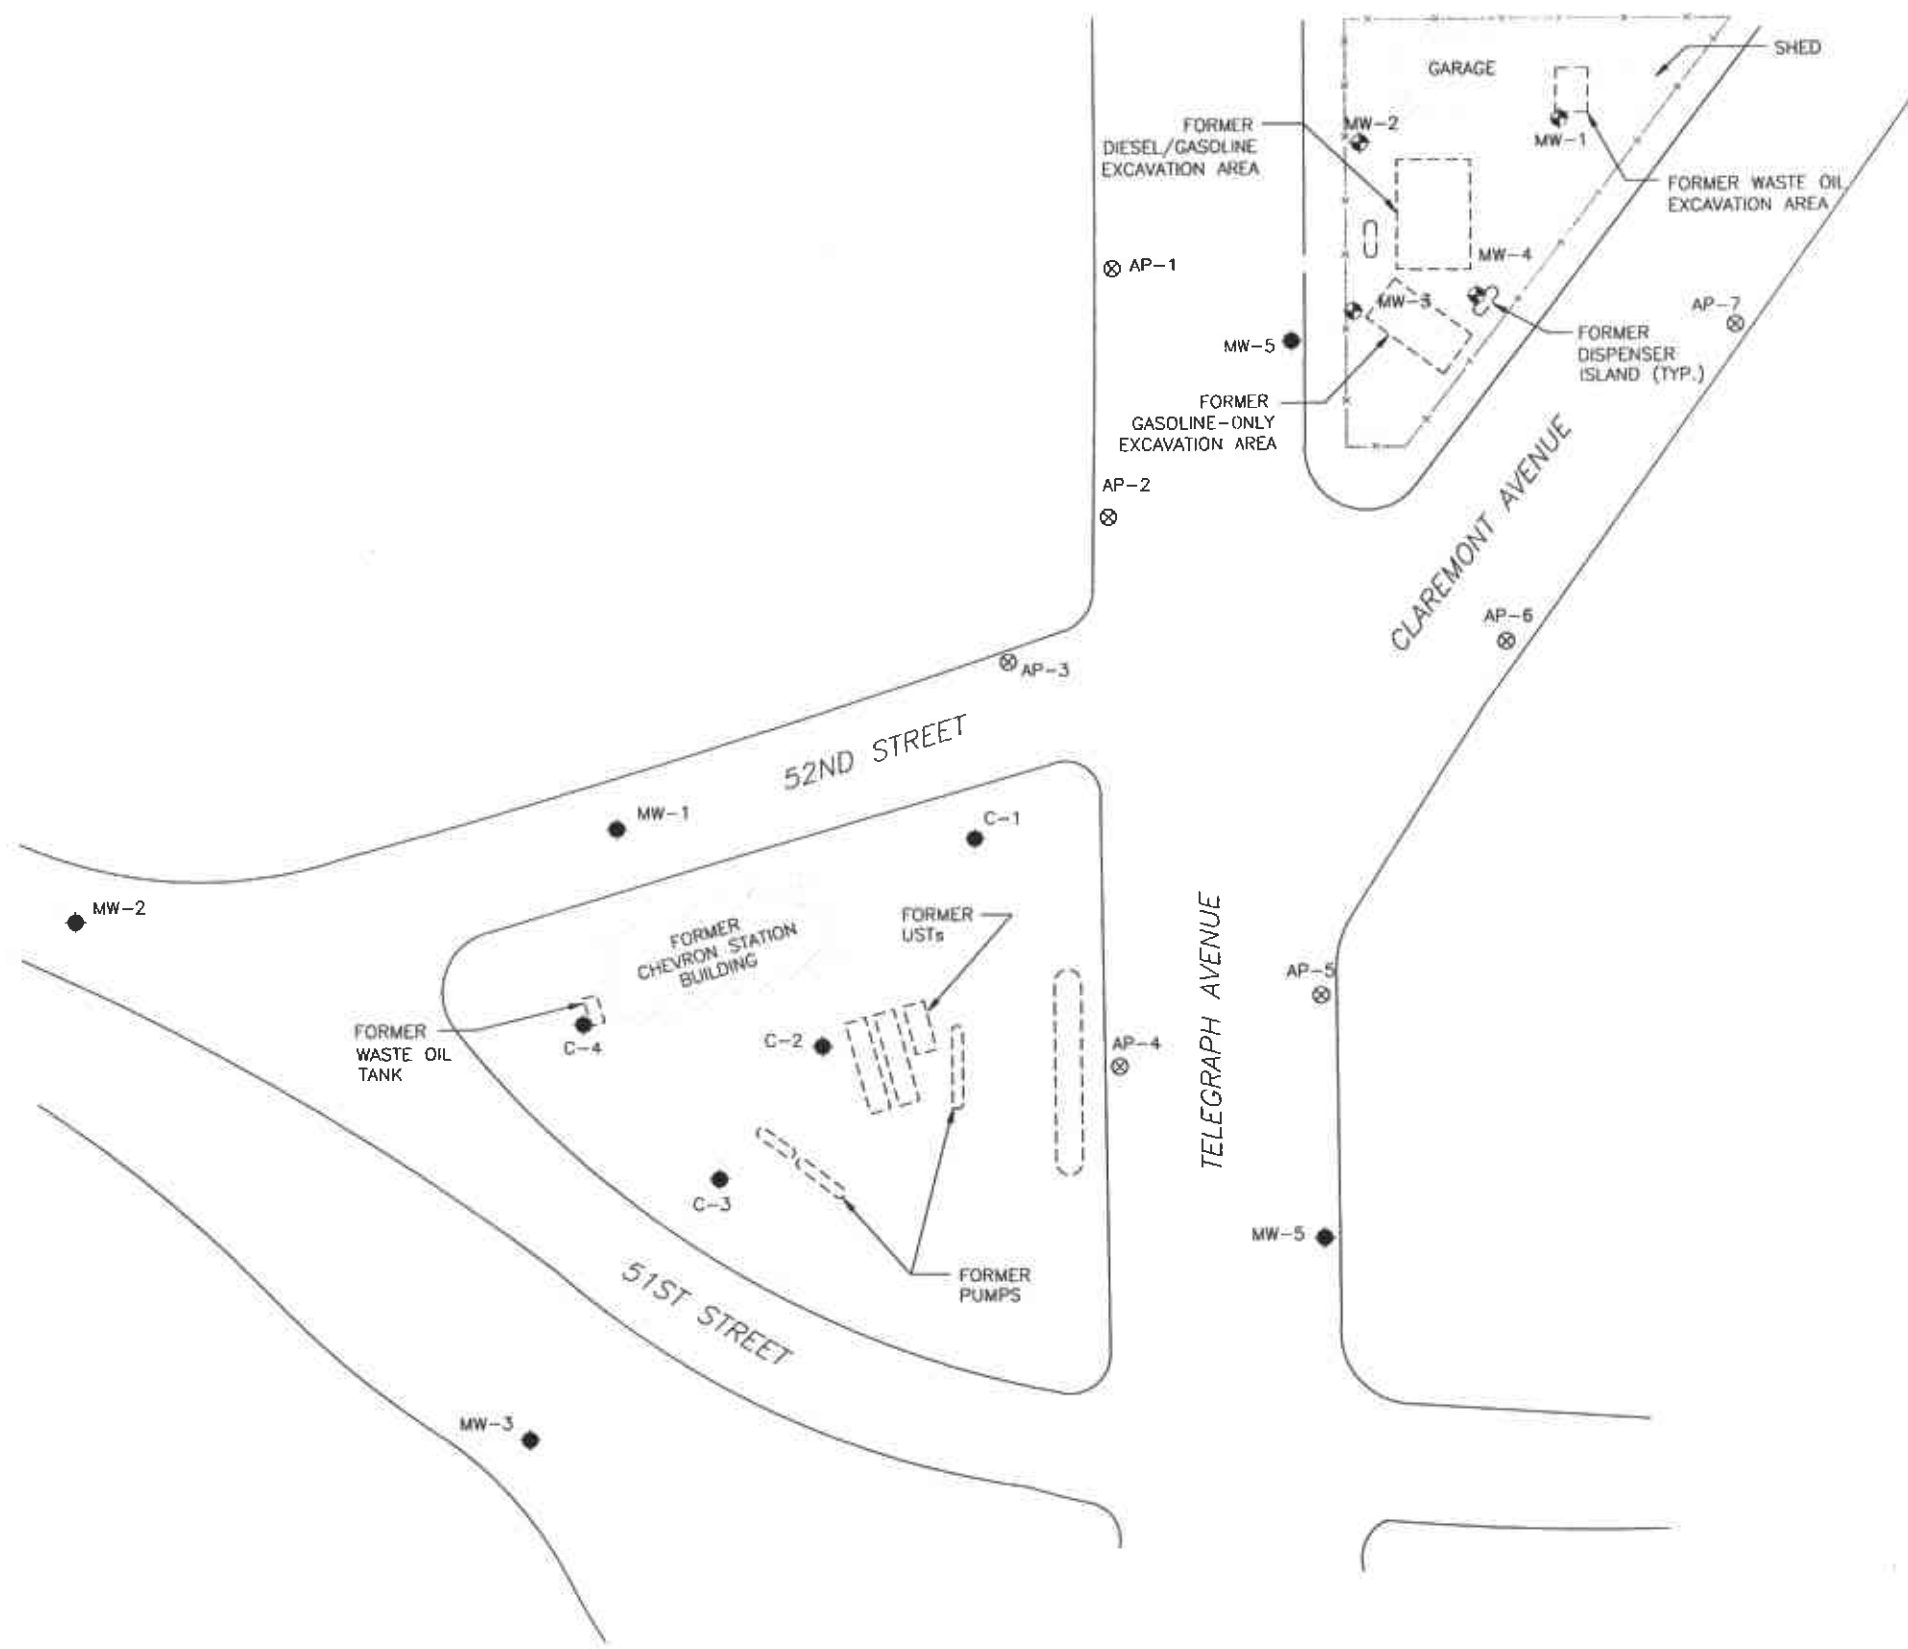 SHED
GARAGE
FORMER
DIESEL/GASOLINE
EXCAVATION AREA
MW-2
MW-1
FORMER WASTE OIL
EXCAVATION AREA
MW-4
AP-1
MW-3
AP-7
MW-5
FORMER
DISPENSER
ISLAND (TYP.)
FORMER
GASOLINE-ONLY
EXCAVATION AREA
AP-2
CLAREMONT AVENUE
AP-6
AP-3
52ND STREET
MW-1
C-1
MW-2
FORMER
CHEVRON STATION
BUILDING
FORMER
USTs
TELEGRAPH AVENUE
AP-5
FORMER
WASTE OIL
TANK
C-4
C-2
AP-4
C-3
MW-5
FORMER
PUMPS
51ST STREET
MW-3